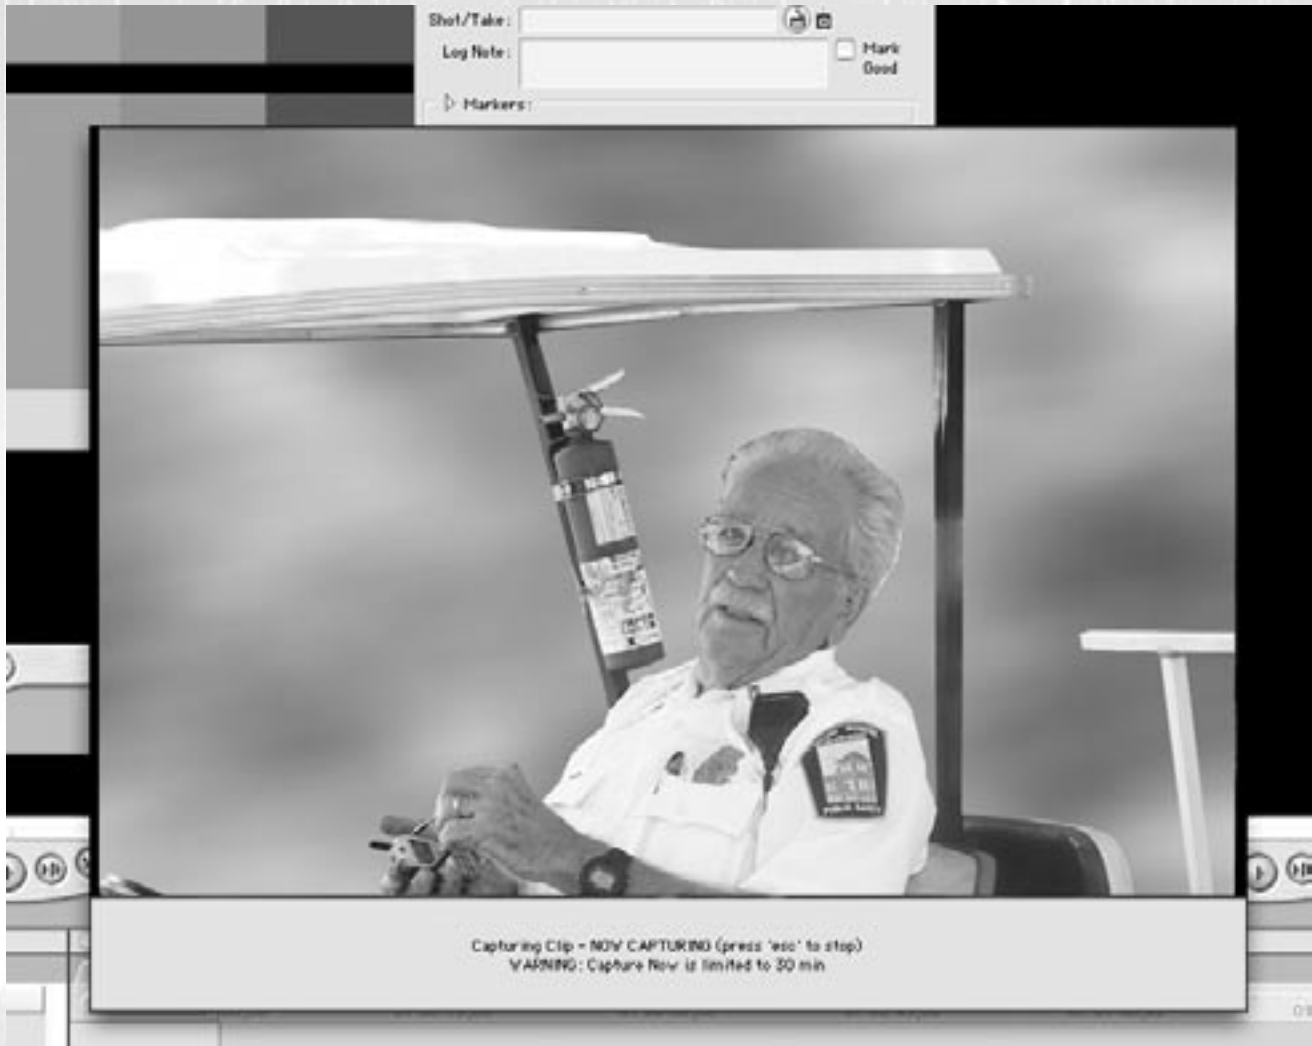 Shot/Take:
Log Note:
Mark
Good
Markers:
Capturing Clip - NOW CAPTURING (press 'esc' to stop)
WARNING: Capture Now is limited to 30 min